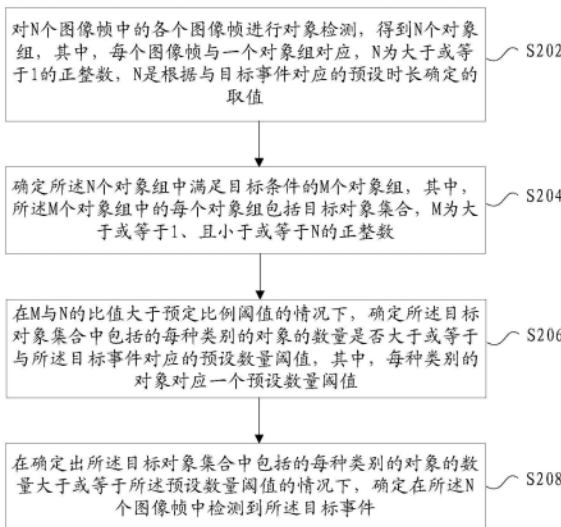 对N个图像帧中的各个图像帧进行对象检测，得到N个对象
组，其中，每个图像帧与一个对象组对应，N为大于或等
于1的正整数，N是根据与目标事件对应的预设时长确定的
取值
S202
确定所述N个对象组中满足目标条件的M个对象组，其中，
所述M个对象组中的每个对象组包括目标对象集合，M为大
于或等于1、且小于或等于N的正整数
S204
在M与N的比值大于预定比例阈值的情况下，确定所述目标
对象集合中包括的每种类别的对象的数量是否大于或等于
与所述目标事件对应的预设数量阈值，其中，每种类别的
对象对应一个预设数量阈值
S206
在确定出所述目标对象集合中包括的每种类别的对象的数
量大于或等于所述预设数量阈值的情况下，确定在所述N
个图像帧中检测到所述目标事件
S208